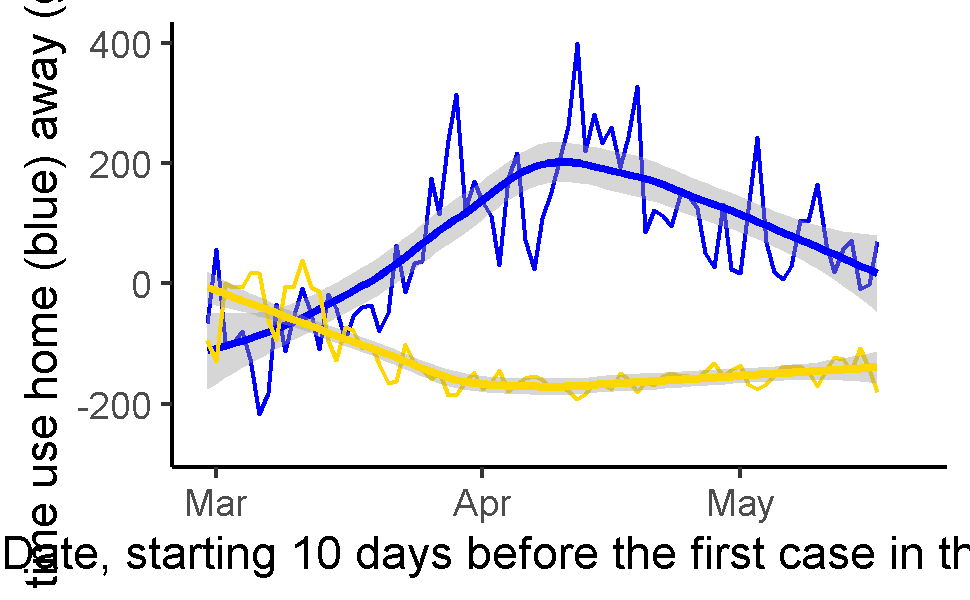 time use home (blue) away (
400
200
0
-200
Mar Apr May
Date, starting 10 days before the first case in th